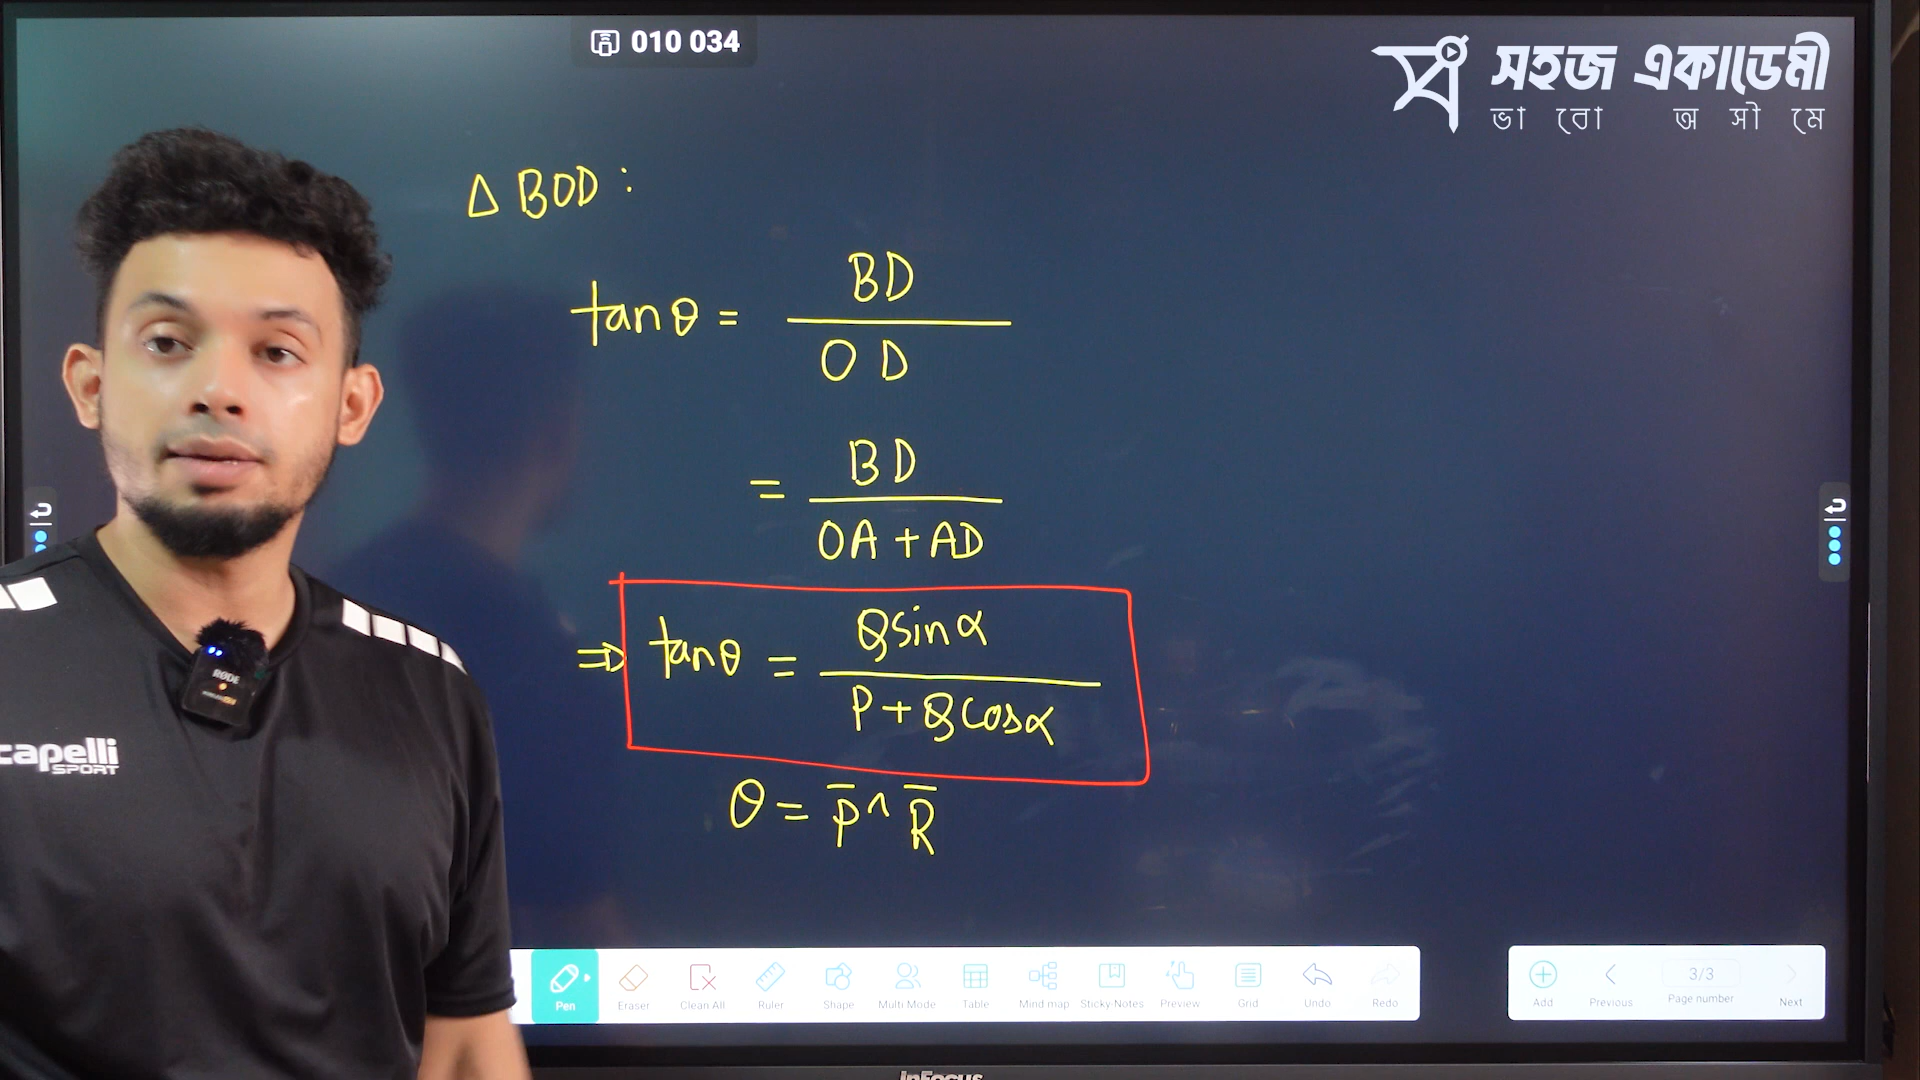 010 034
সহজ একাডেমী
ভাবো অসীমে
Δ BOD :
tanθ = BD / OD
= BD / OA + AD
⇒ tanθ = Qsinα / P + Qcosα
θ = P̅ ^ R̅
RØDE
capelli
SPORT
Pen Eraser Clean All Ruler Shape Multi Mode Table Mind map Sticky-Notes Preview Grid Undo Redo
Add Previous 3/3 Page number Next
InFocus